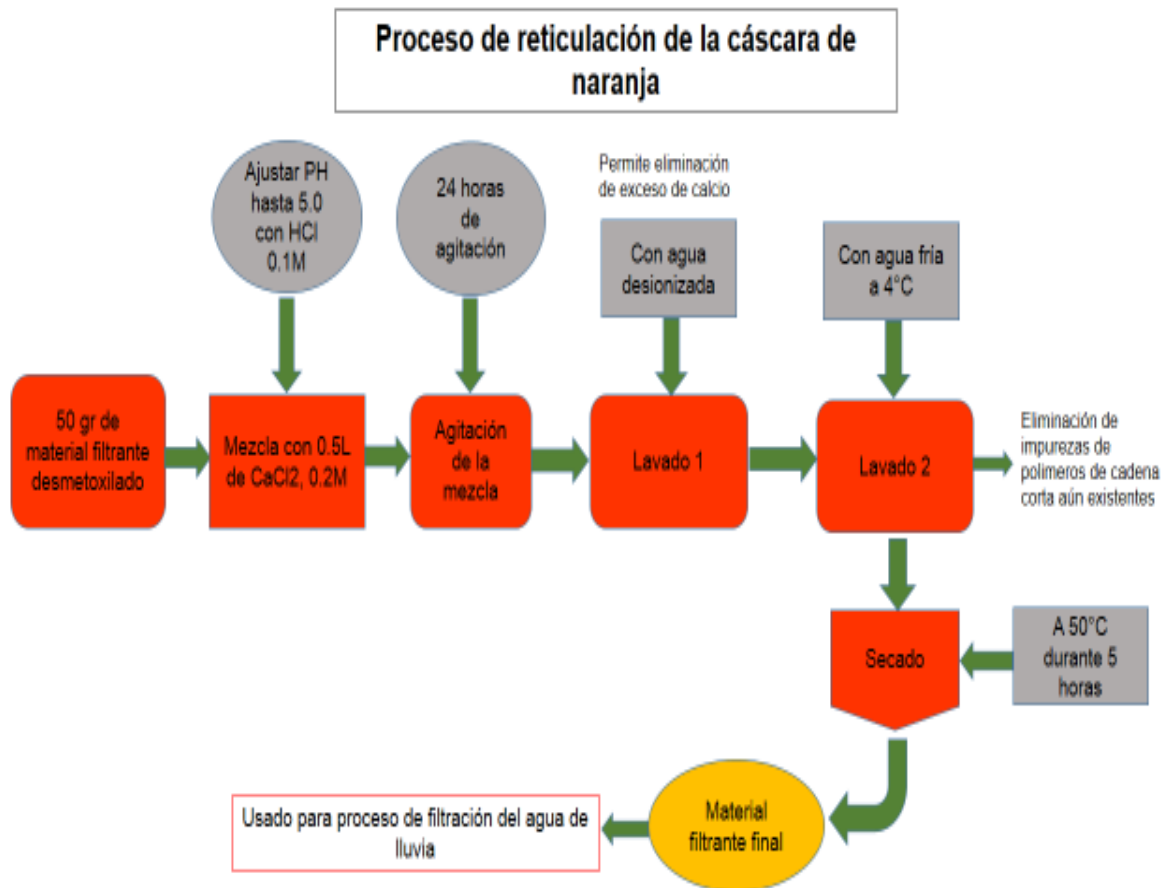 Proceso de reticulación de la cáscara de
naranja
Ajustar PH
hasta 5.0
con HCl
0.1M
24 horas
de
agitación
Permite eliminación
de exceso de calcio
Con agua
desionizada
Con agua fría
a 4°C
50 gr de
material filtrante
desmetoxilado
Mezcla con 0.5L
de CaCl2, 0.2M
Agitación
de la
mezcla
Lavado 1
Lavado 2
Eliminación de
impurezas de
polimeros de cadena
corta aún existentes
Secado
A 50°C
durante 5
horas
Material
filtrante final
Usado para proceso de filtración del agua de
lluvia